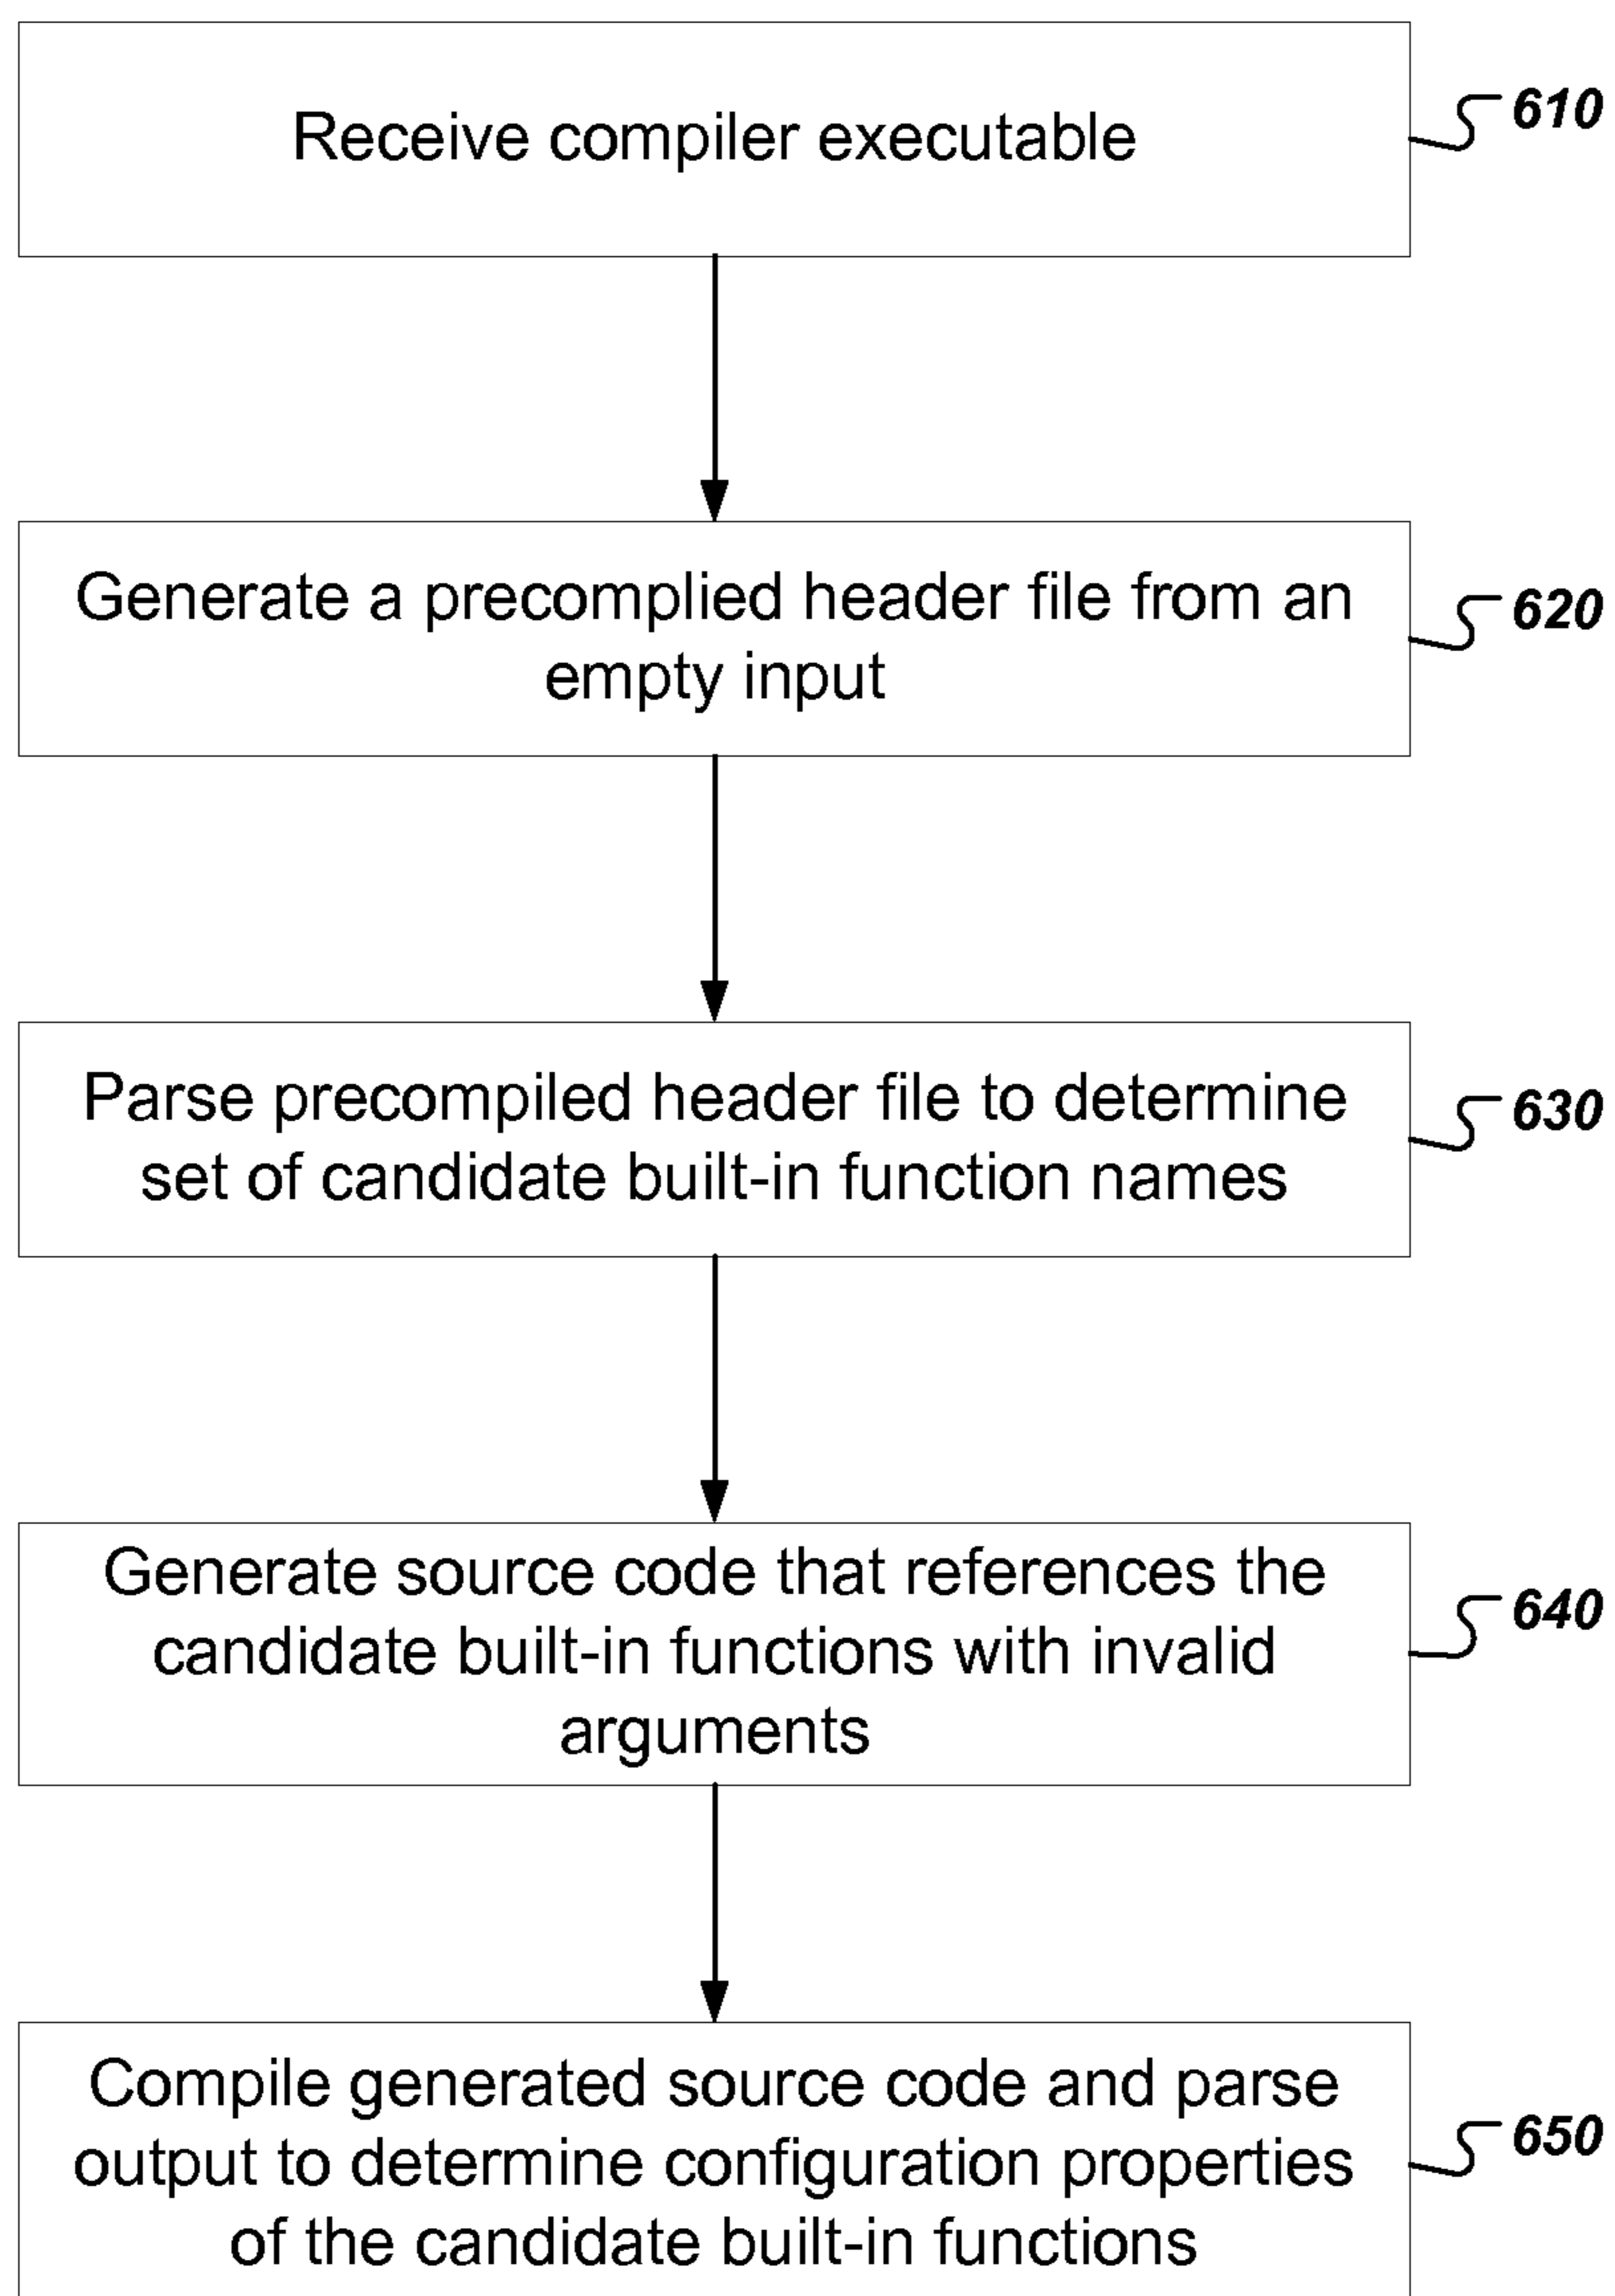 Receive compiler executable
610
Generate a precomplied header file from an
empty input
620
Parse precompiled header file to determine
set of candidate built-in function names
630
Generate source code that references the
candidate built-in functions with invalid
arguments
640
Compile generated source code and parse
output to determine configuration properties
of the candidate built-in functions
650